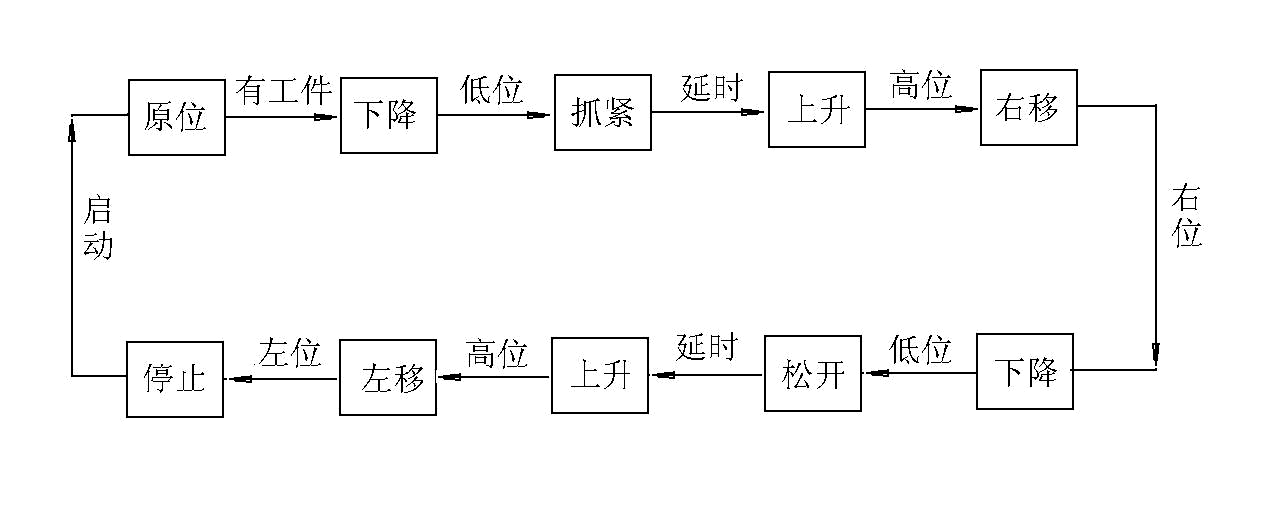 原位
有工件
下降
低位
抓紧
延时
上升
高位
右移
右位
下降
低位
松开
延时
上升
高位
左移
左位
停止
启动